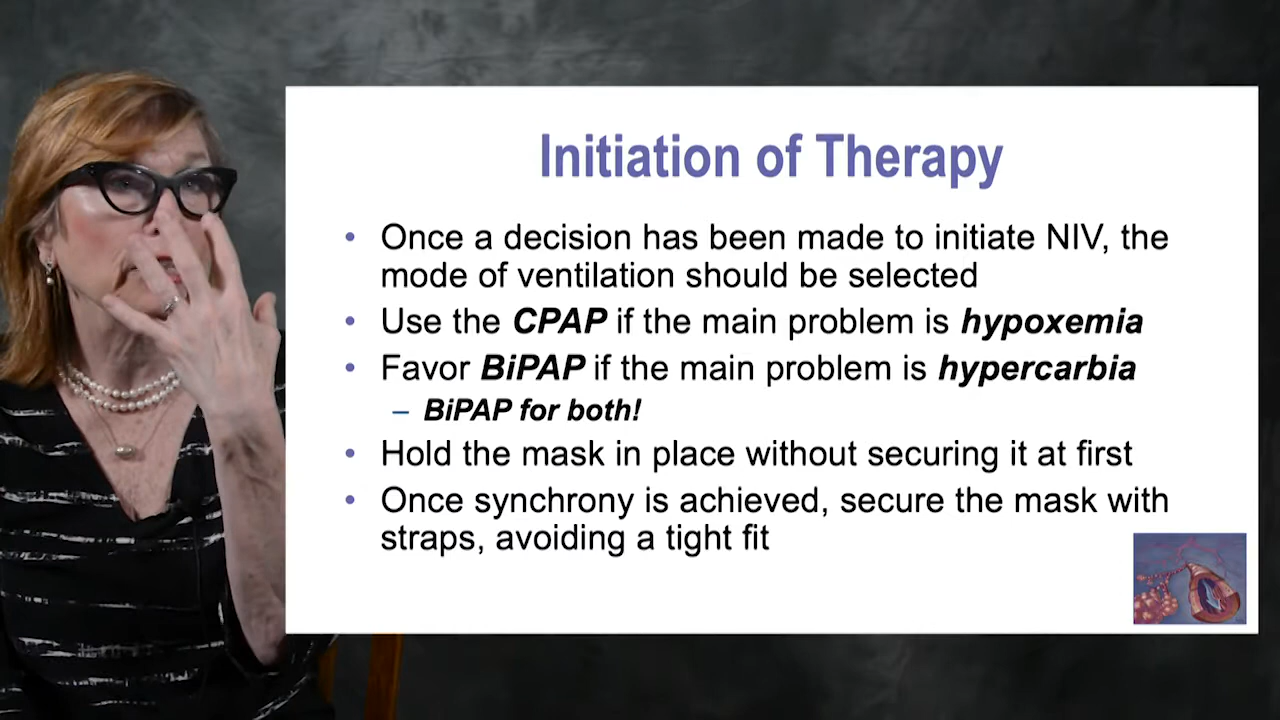 Initiation of Therapy
• Once a decision has been made to initiate NIV, the
mode of ventilation should be selected
• Use the CPAP if the main problem is hypoxemia
• Favor BiPAP if the main problem is hypercarbia
– BiPAP for both!
• Hold the mask in place without securing it at first
• Once synchrony is achieved, secure the mask with
straps, avoiding a tight fit